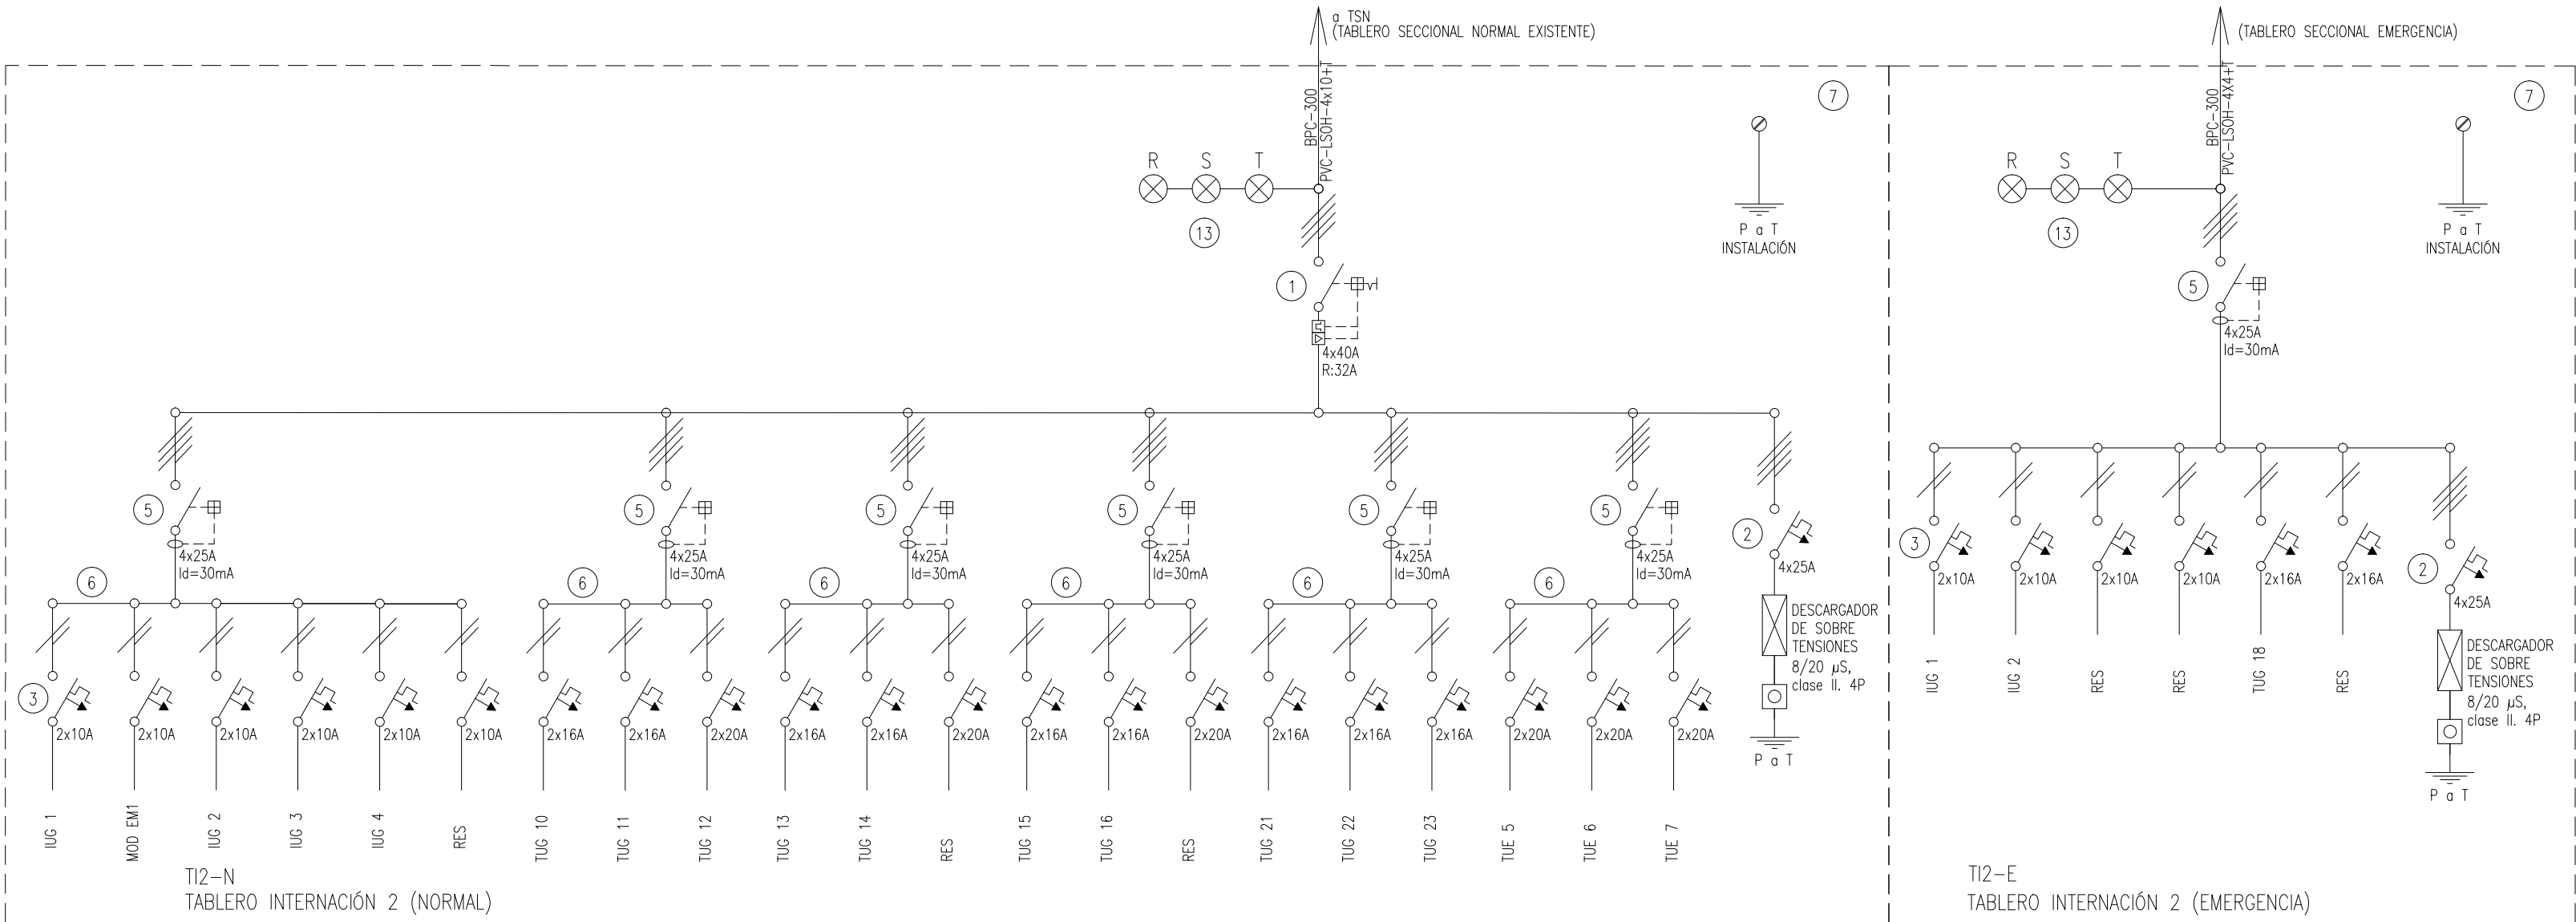 a TSN
(TABLERO SECCIONAL NORMAL EXISTENTE)
BPC-300
PVC-LSOH-4x10+T
7
R S T
13
P a T
INSTALACIÓN
1
4x40A
R:32A
5
4x25A
Id=30mA
5
4x25A
Id=30mA
5
4x25A
Id=30mA
5
4x25A
Id=30mA
5
4x25A
Id=30mA
5
4x25A
Id=30mA
2
4x25A
DESCARGADOR
DE SOBRE
TENSIONES
8/20 µS,
clase II. 4P
P a T
6
6
6
6
6
6
3
2x10A
2x10A
2x10A
2x10A
2x10A
2x10A
2x16A
2x16A
2x20A
2x16A
2x16A
2x20A
2x16A
2x16A
2x20A
2x16A
2x16A
2x16A
2x20A
2x20A
2x20A
IUG 1
MOD EM1
IUG 2
IUG 3
IUG 4
RES
TUG 10
TUG 11
TUG 12
TUG 13
TUG 14
RES
TUG 15
TUG 16
RES
TUG 21
TUG 22
TUG 23
TUE 5
TUE 6
TUE 7
TI2-N
TABLERO INTERNACIÓN 2 (NORMAL)
(TABLERO SECCIONAL EMERGENCIA)
BPC-300
PVC-LSOH-4X4+T
7
R S T
13
P a T
INSTALACIÓN
5
4x25A
Id=30mA
3
2x10A
2x10A
2x10A
2x10A
2x16A
2x16A
2
4x25A
DESCARGADOR
DE SOBRE
TENSIONES
8/20 µS,
clase II. 4P
P a T
IUG 1
IUG 2
RES
RES
TUG 18
RES
TI2-E
TABLERO INTERNACIÓN 2 (EMERGENCIA)